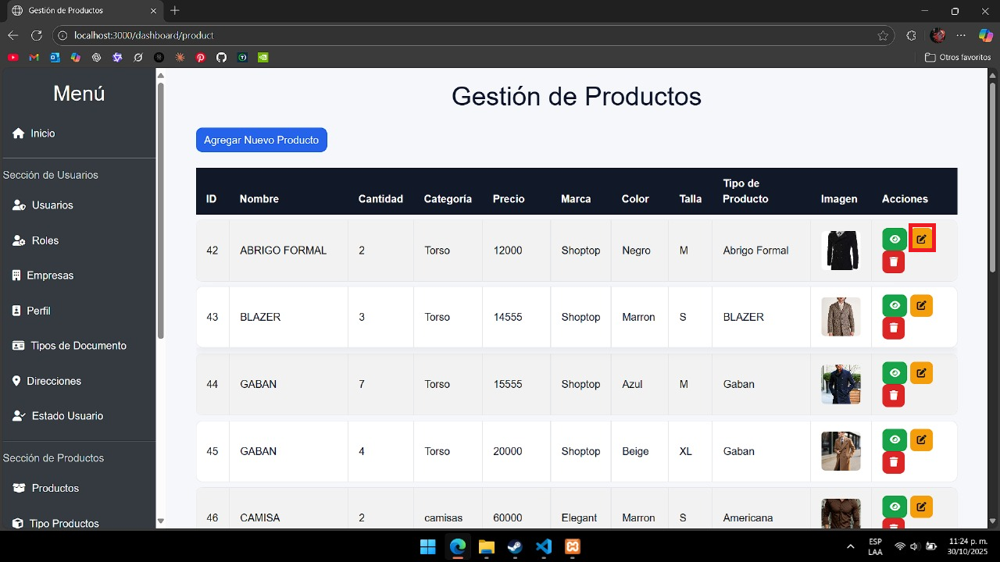 Gestión de Productos
localhost:3000/dashboard/product
Otros favoritos
Menú
Inicio
Sección de Usuarios
Usuarios
Roles
Empresas
Perfil
Tipos de Documento
Direcciones
Estado Usuario
Sección de Productos
Productos
Tipo Productos
Gestión de Productos
Agregar Nuevo Producto
ID Nombre Cantidad Categoría Precio Marca Color Talla Tipo de Producto Imagen Acciones
42 ABRIGO FORMAL 2 Torso 12000 Shoptop Negro M Abrigo Formal
43 BLAZER 3 Torso 14555 Shoptop Marron S BLAZER
44 GABAN 7 Torso 15555 Shoptop Azul M Gaban
45 GABAN 4 Torso 20000 Shoptop Beige XL Gaban
46 CAMISA 2 camisas 60000 Elegant Marron S Americana
ESP
LAA
11:24 p. m.
30/10/2025